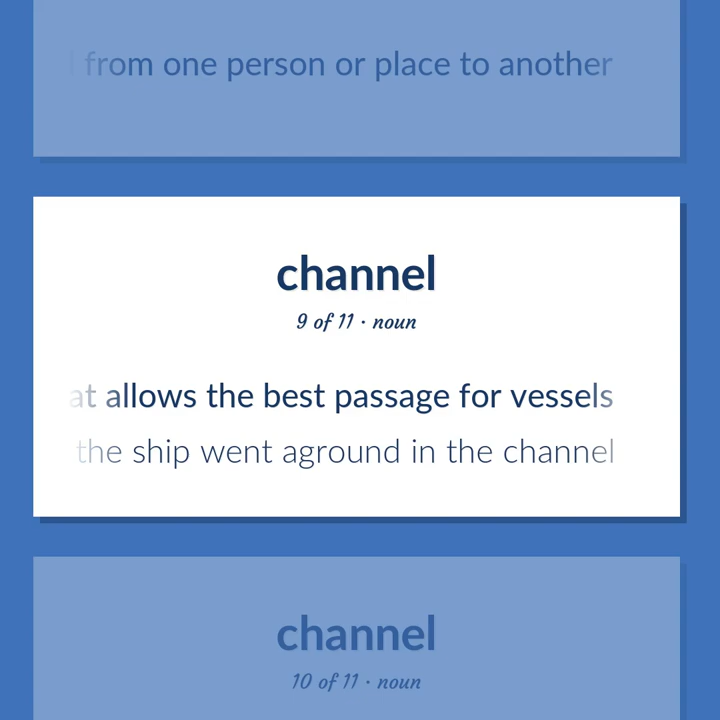 from one person or place to another
channel
9 of 11 · noun
at allows the best passage for vessels
the ship went aground in the channel
channel
10 of 11 · noun